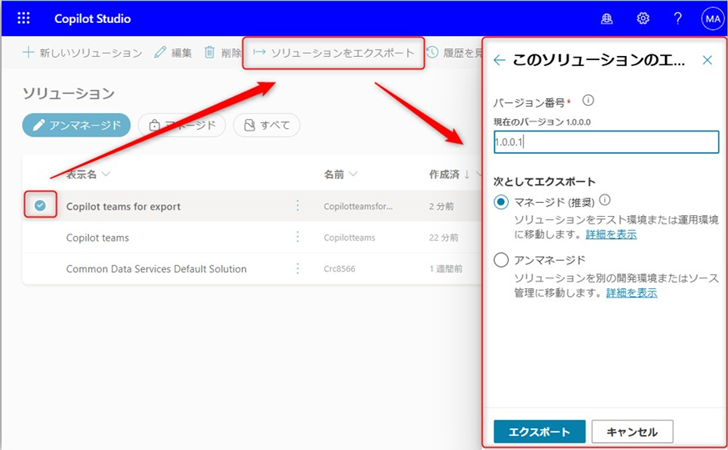 Copilot Studio
MA
新しいソリューション
編集
削除
ソリューションをエクスポート
履歴を見
ソリューション
アンマネージド
マネージド
すべて
表示名
名前
作成済
Copilot teams for export
Copilotteamsfor...
2 分前
Copilot teams
Copilotteams
22 分前
Common Data Services Default Solution
Crc8566
1 週間前
このソリューションのエ...
バージョン番号*
現在のバージョン 1.0.0.0
1.0.0.1
次としてエクスポート
マネージド (推奨)
ソリューションをテスト環境または運用環境
に移動します。詳細を表示
アンマネージド
ソリューションを別の開発環境またはソース
管理に移動します。詳細を表示
エクスポート
キャンセル